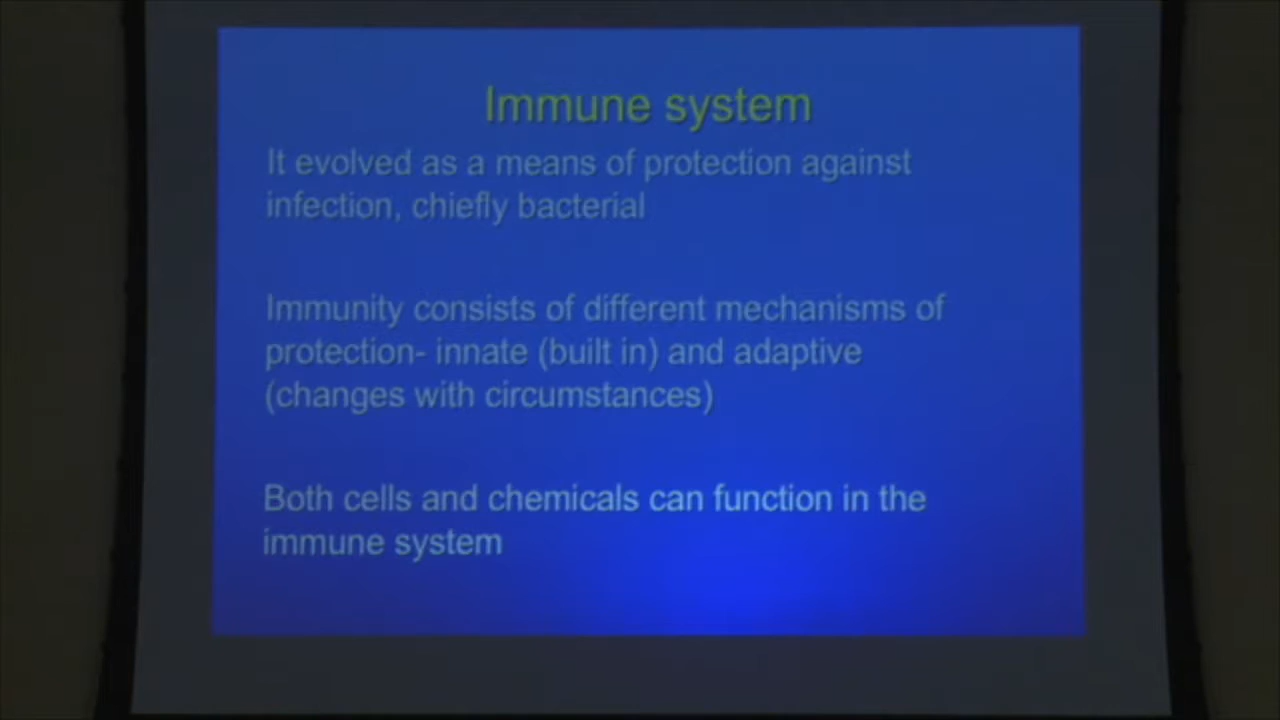 Immune system
It evolved as a means of protection against
infection, chiefly bacterial
Immunity consists of different mechanisms of
protection- innate (built in) and adaptive
(changes with circumstances)
Both cells and chemicals can function in the
immune system